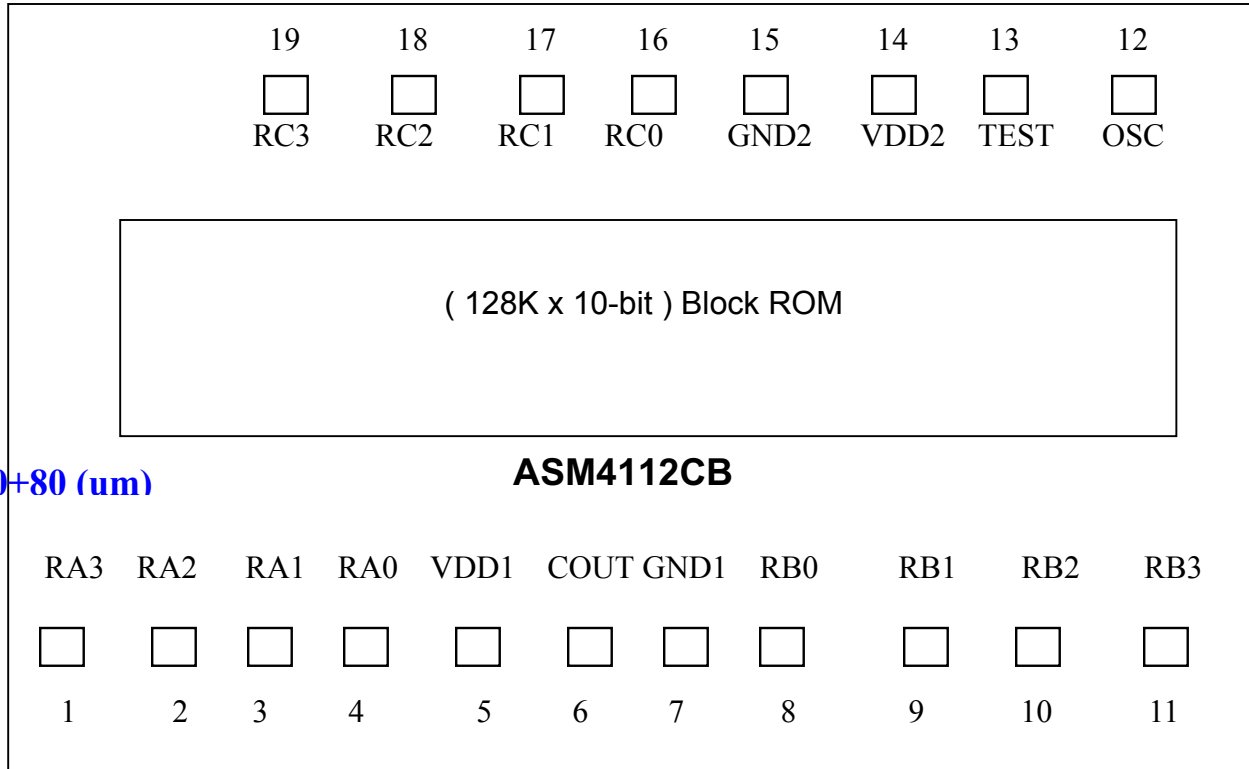 19 18 17 16 15 14 13 12
RC3 RC2 RC1 RC0 GND2 VDD2 TEST OSC
( 128K x 10-bit ) Block ROM
ASM4112CB
+80 (um)
RA3 RA2 RA1 RA0 VDD1 COUT GND1 RB0 RB1 RB2 RB3
1 2 3 4 5 6 7 8 9 10 11